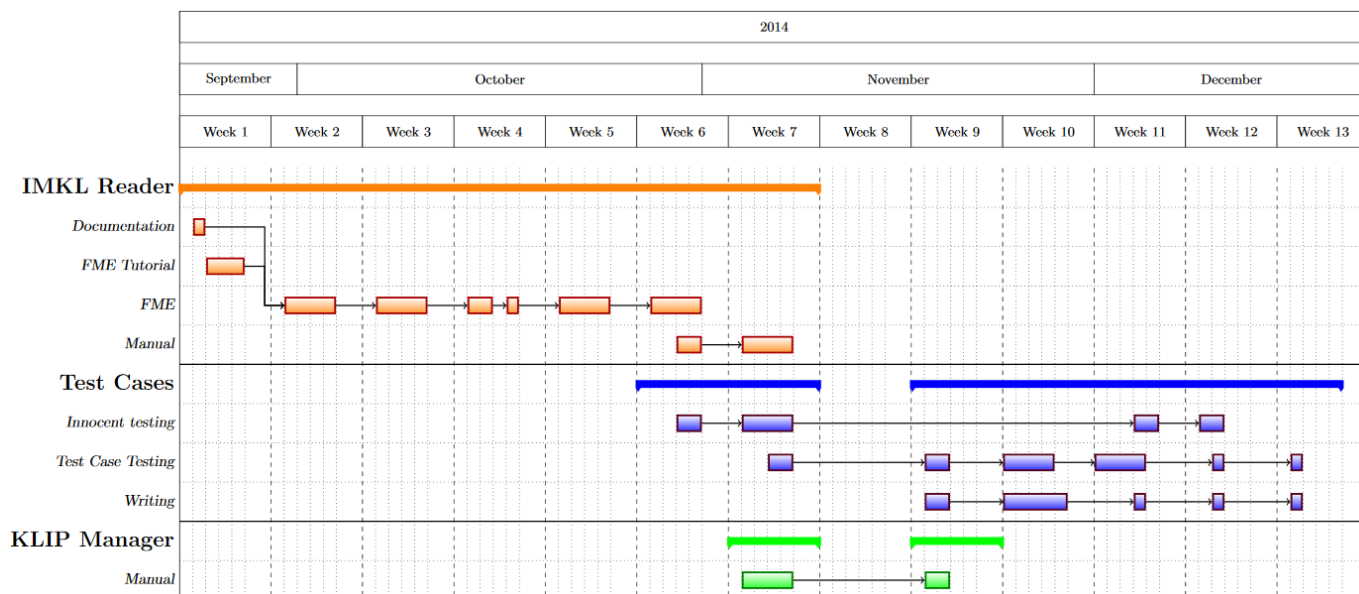 2014
September October November December
Week 1 Week 2 Week 3 Week 4 Week 5 Week 6 Week 7 Week 8 Week 9 Week 10 Week 11 Week 12 Week 13
IMKL Reader
Documentation
FME Tutorial
FME
Manual
Test Cases
Innocent testing
Test Case Testing
Writing
KLIP Manager
Manual